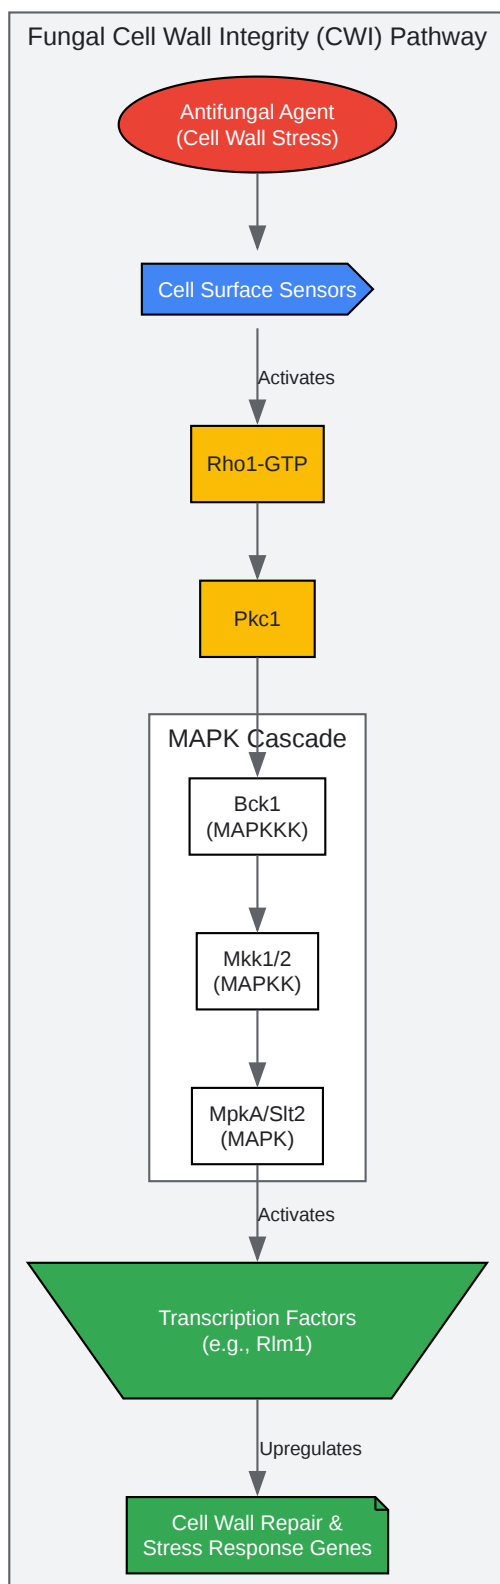 Fungal Cell Wall Integrity (CWI) Pathway
Antifungal Agent
(Cell Wall Stress)
Cell Surface Sensors
Activates
Rho1-GTP
Pkc1
MAPK Cascade
Bck1
(MAPKKK)
Mkk1/2
(MAPKK)
MpkA/Slt2
(MAPK)
Activates
Transcription Factors
(e.g., Rlm1)
Upregulates
Cell Wall Repair &
Stress Response Genes